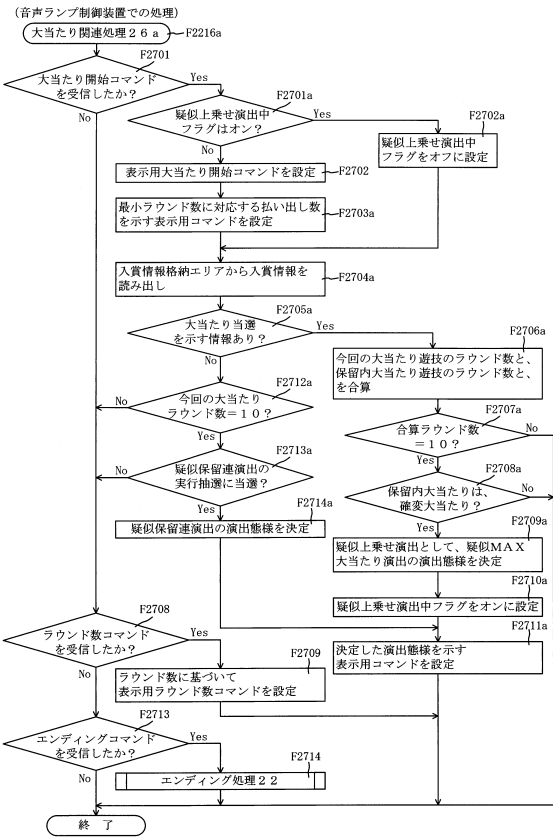 (音声ランプ制御装置での処理)
大当たり関連処理26a
F2216a
F2701
大当たり開始コマンド
を受信したか?
Yes
No
F2701a
疑似上乗せ演出中
フラグはオン?
Yes
No
F2702a
疑似上乗せ演出中
フラグをオフに設定
表示用大当たり開始コマンドを設定
F2702
最小ラウンド数に対応する払い出し数
を示す表示用コマンドを設定
F2703a
入賞情報格納エリアから入賞情報を
読み出し
F2704a
F2705a
大当たり当選
を示す情報あり?
Yes
No
F2706a
今回の大当たり遊技のラウンド数と、
保留内大当たり遊技のラウンド数と、
を合算
F2712a
今回の大当たり
ラウンド数=10?
No
Yes
F2707a
合算ラウンド数
=10?
No
Yes
F2713a
疑似保留連演出の
実行抽選に当選?
No
Yes
F2708a
保留内大当たりは、
確変大当たり?
No
Yes
F2714a
疑似保留連演出の演出態様を決定
F2709a
疑似上乗せ演出として、疑似MAX
大当たり演出の演出態様を決定
F2710a
疑似上乗せ演出中フラグをオンに設定
F2711a
決定した演出態様を示す
表示用コマンドを設定
F2708
ラウンド数コマンド
を受信したか?
Yes
No
F2709
ラウンド数に基づいて
表示用ラウンド数コマンドを設定
F2713
エンディングコマンド
を受信したか?
Yes
No
F2714
エンディング処理22
終 了